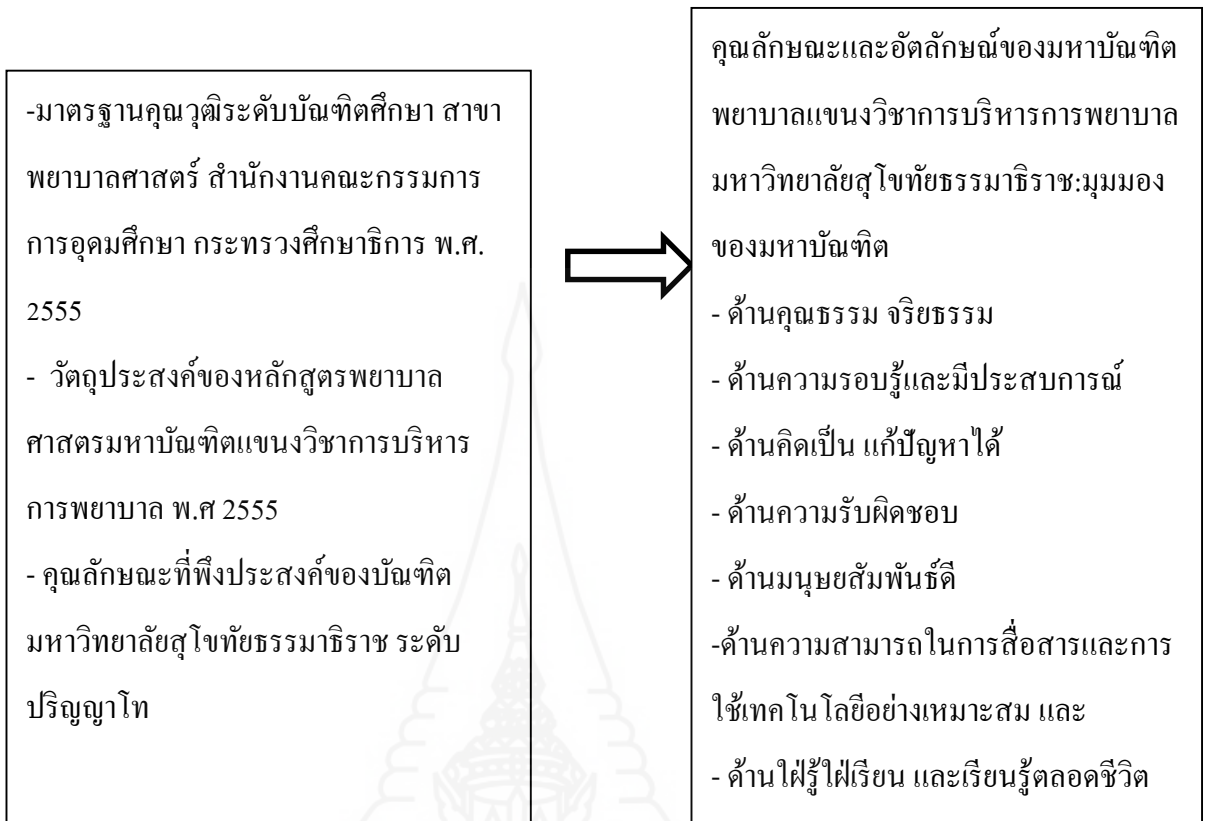 -มาตรฐานคุณวุฒิระดับบัณฑิตศึกษา สาขา
พยาบาลศาสตร์ สำนักงานคณะกรรมการ
การอุดมศึกษา กระทรวงศึกษาธิการ พ.ศ.
2555
- วัตถุประสงค์ของหลักสูตรพยาบาล
ศาสตรมหาบัณฑิตแขนงวิชาการบริหาร
การพยาบาล พ.ศ 2555
- คุณลักษณะที่พึงประสงค์ของบัณฑิต
มหาวิทยาลัยสุโขทัยธรรมาธิราช ระดับ
ปริญญาโท
คุณลักษณะและอัตลักษณ์ของมหาบัณฑิต
พยาบาลแขนงวิชาการบริหารการพยาบาล
มหาวิทยาลัยสุโขทัยธรรมาธิราช:มุมมอง
ของมหาบัณฑิต
- ด้านคุณธรรม จริยธรรม
- ด้านความรอบรู้และมีประสบการณ์
- ด้านคิดเป็น แก้ปัญหาได้
- ด้านความรับผิดชอบ
- ด้านมนุษยสัมพันธ์ดี
-ด้านความสามารถในการสื่อสารและการ
ใช้เทคโนโลยีอย่างเหมาะสม และ
- ด้านใฝ่รู้ใฝ่เรียน และเรียนรู้ตลอดชีวิต